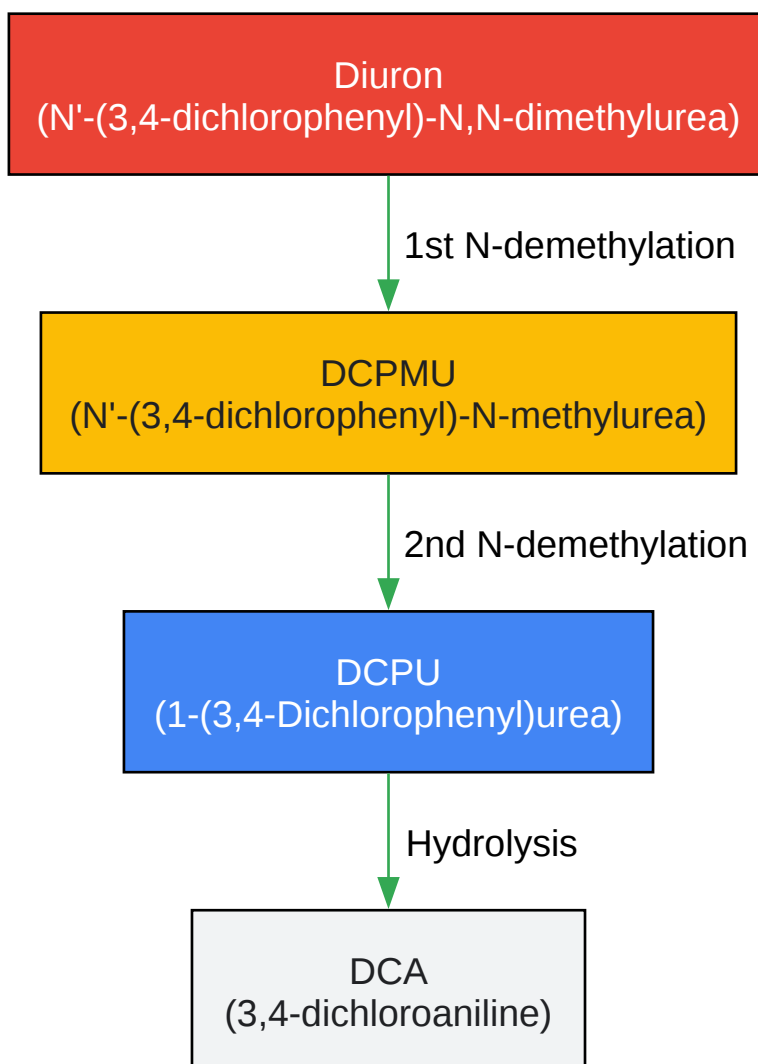 Diuron
(N'-(3,4-dichlorophenyl)-N,N-dimethylurea)
1st N-demethylation
DCPMU
(N'-(3,4-dichlorophenyl)-N-methylurea)
2nd N-demethylation
DCPU
(1-(3,4-Dichlorophenyl)urea)
Hydrolysis
DCA
(3,4-dichloroaniline)